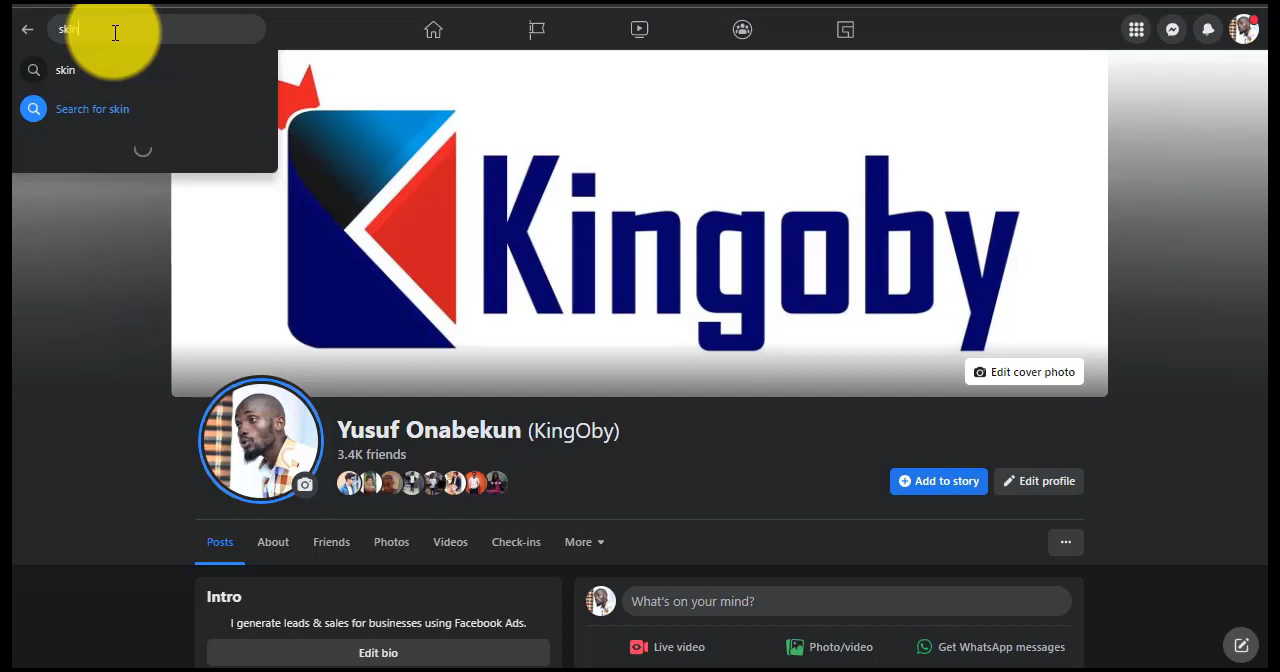 skin
skin
Search for skin
Kingoby
Edit cover photo
Yusuf Onabekun (KingOby)
3.4K friends
Add to story
Edit profile
Posts
About
Friends
Photos
Videos
Check-ins
More
Intro
I generate leads & sales for businesses using Facebook Ads.
Edit bio
What's on your mind?
Live video
Photo/video
Get WhatsApp messages